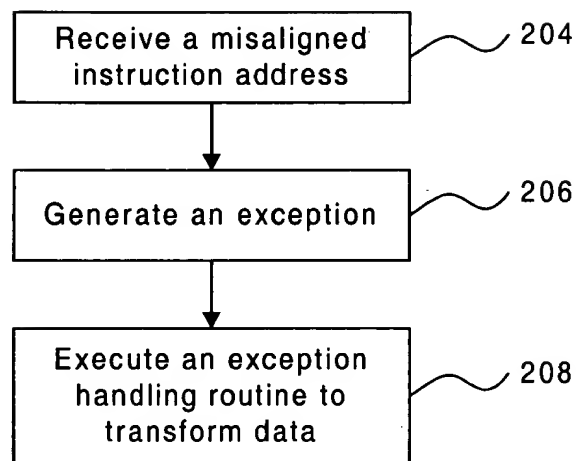 Receive a misaligned
instruction address
204
Generate an exception
206
Execute an exception
handling routine to
transform data
208